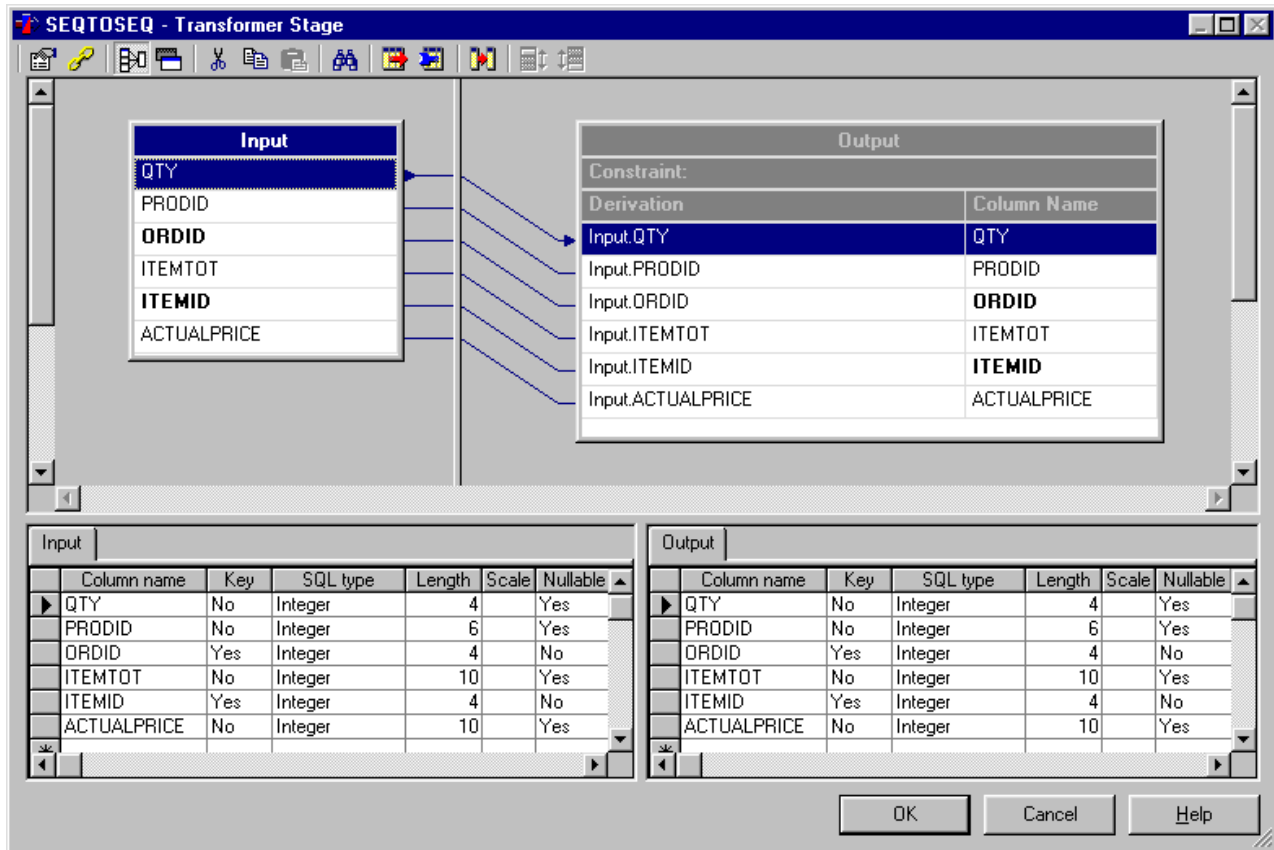 SEQTOSEQ - Transformer Stage
Input
QTY
PRODID
ORDID
ITEMTOT
ITEMID
ACTUALPRICE
Output
Constraint:
Derivation Column Name
Input.QTY QTY
Input.PRODID PRODID
Input.ORDID ORDID
Input.ITEMTOT ITEMTOT
Input.ITEMID ITEMID
Input.ACTUALPRICE ACTUALPRICE
Input
Column name Key SQL type Length Scale Nullable
QTY No Integer 4 Yes
PRODID No Integer 6 Yes
ORDID Yes Integer 4 No
ITEMTOT No Integer 10 Yes
ITEMID Yes Integer 4 No
ACTUALPRICE No Integer 10 Yes
Output
Column name Key SQL type Length Scale Nullable
QTY No Integer 4 Yes
PRODID No Integer 6 Yes
ORDID Yes Integer 4 No
ITEMTOT No Integer 10 Yes
ITEMID Yes Integer 4 No
ACTUALPRICE No Integer 10 Yes
OK Cancel Help